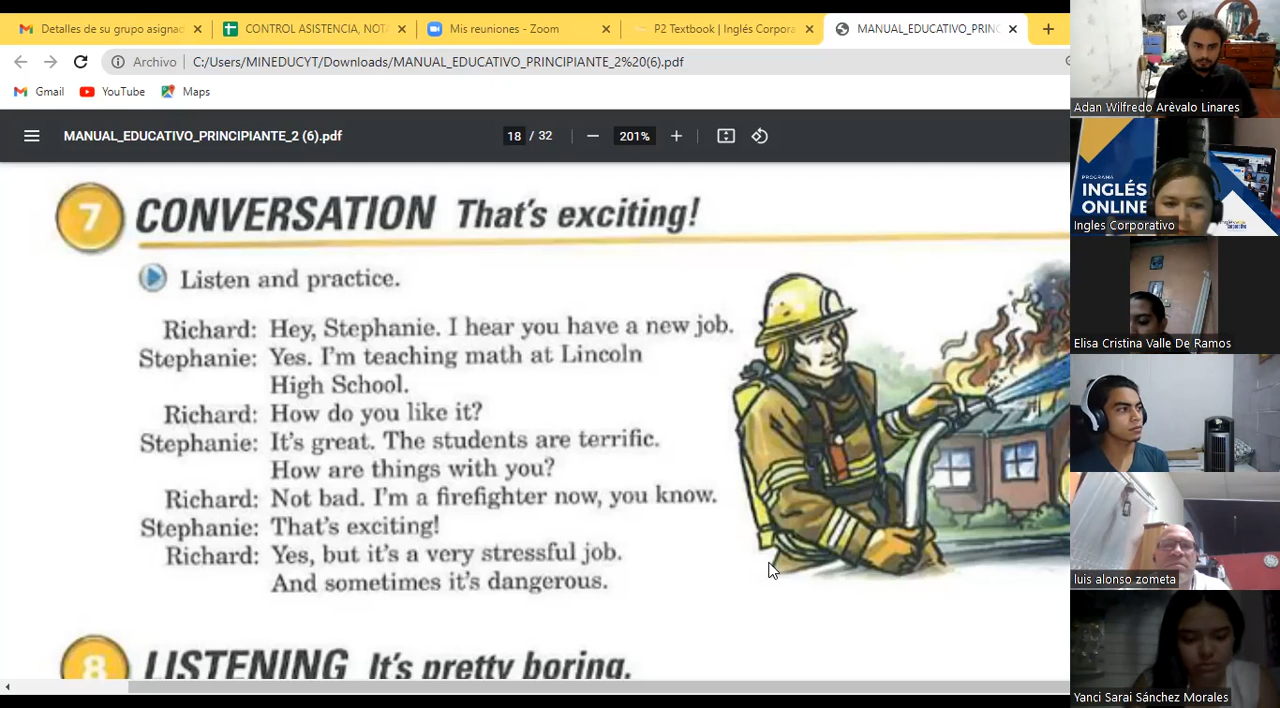 Detalles de su grupo asignad
CONTROL ASISTENCIA, NOT
Mis reuniones - Zoom
P2 Textbook | Inglés Corpora
MANUAL_EDUCATIVO_PRINC
Archivo
C:/Users/MINEDUCYT/Downloads/MANUAL_EDUCATIVO_PRINCIPIANTE_2%20(6).pdf
Gmail
YouTube
Maps
MANUAL_EDUCATIVO_PRINCIPIANTE_2 (6).pdf
18 / 32
201%
7 CONVERSATION That's exciting!
Listen and practice.
Richard: Hey, Stephanie. I hear you have a new job.
Stephanie: Yes. I'm teaching math at Lincoln
High School.
Richard: How do you like it?
Stephanie: It's great. The students are terrific.
How are things with you?
Richard: Not bad. I'm a firefighter now, you know.
Stephanie: That's exciting!
Richard: Yes, but it's a very stressful job.
And sometimes it's dangerous.
8 LISTENING It's pretty boring.
Adan Wilfredo Arèvalo Linares
PROGRAMA
INGLÉS
ONLINE
Ingles Corporativo
Elisa Cristina Valle De Ramos
luis alonso zometa
Yanci Sarai Sánchez Morales